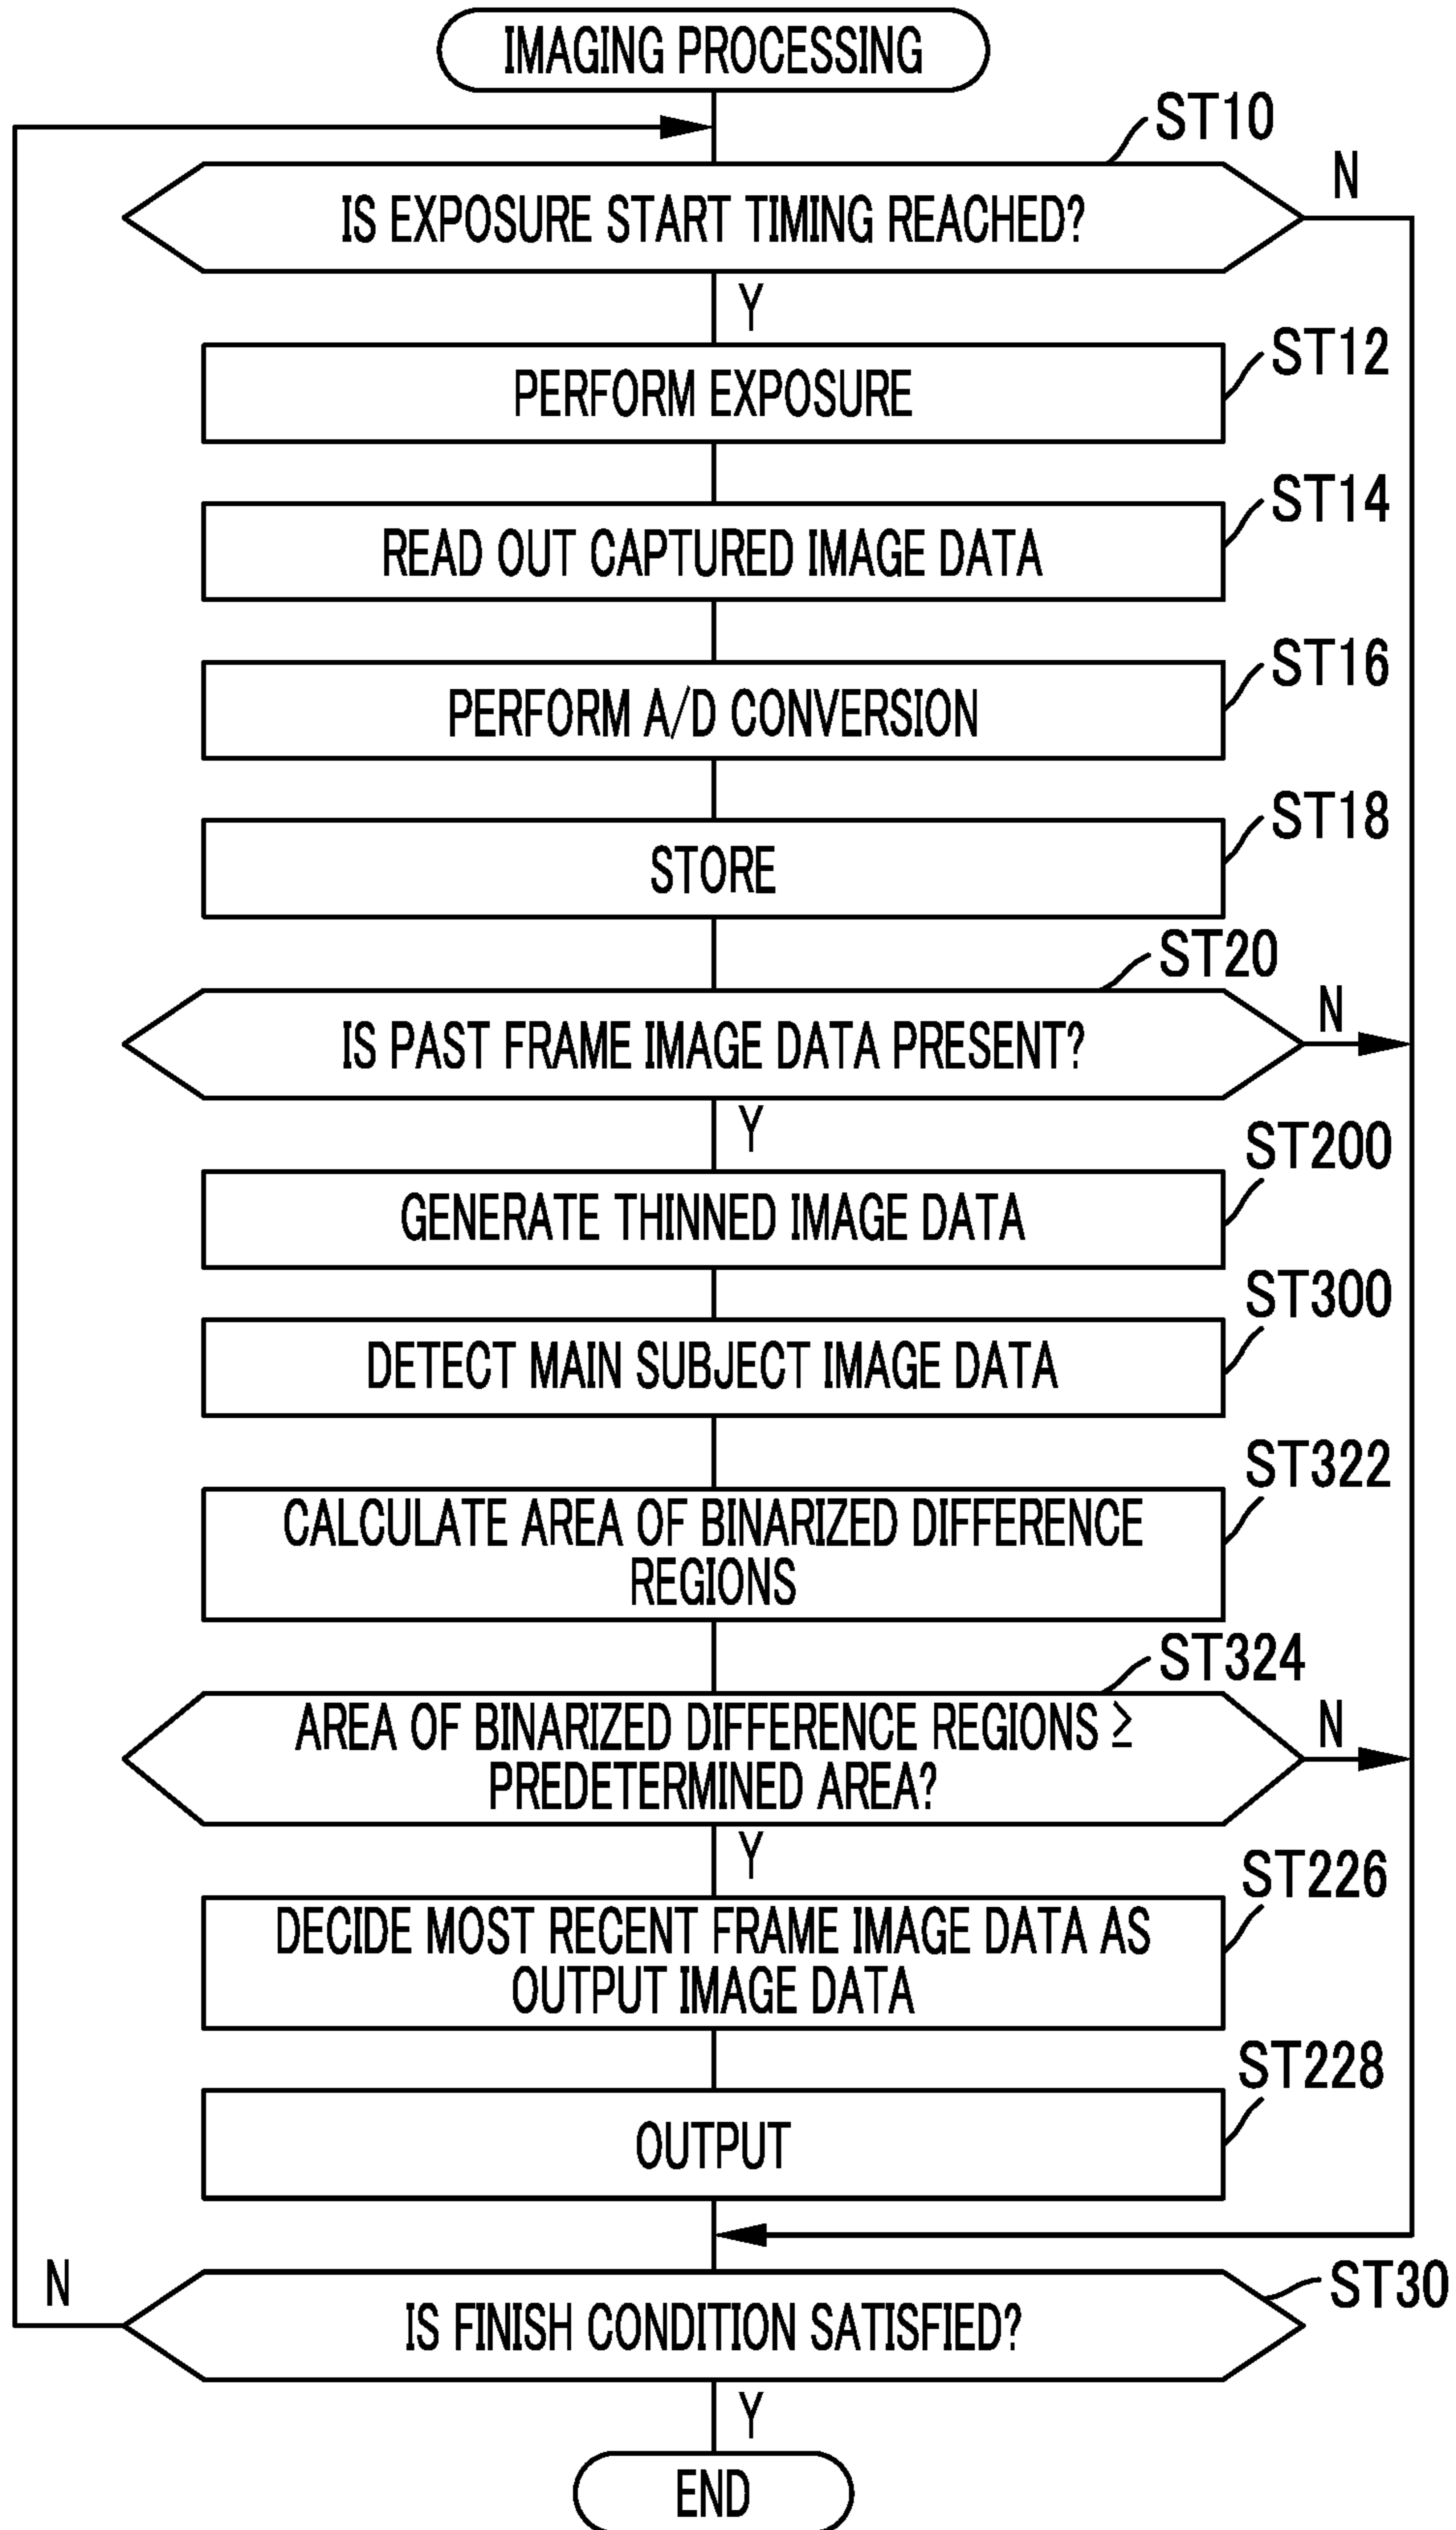 IMAGING PROCESSING
ST10
N
IS EXPOSURE START TIMING REACHED?
Y
ST12
PERFORM EXPOSURE
ST14
READ OUT CAPTURED IMAGE DATA
ST16
PERFORM A/D CONVERSION
ST18
STORE
ST20
N
IS PAST FRAME IMAGE DATA PRESENT?
Y
ST200
GENERATE THINNED IMAGE DATA
ST300
DETECT MAIN SUBJECT IMAGE DATA
ST322
CALCULATE AREA OF BINARIZED DIFFERENCE
REGIONS
ST324
AREA OF BINARIZED DIFFERENCE REGIONS ≥
PREDETERMINED AREA?
N
Y
ST226
DECIDE MOST RECENT FRAME IMAGE DATA AS
OUTPUT IMAGE DATA
ST228
OUTPUT
N
ST30
IS FINISH CONDITION SATISFIED?
Y
END